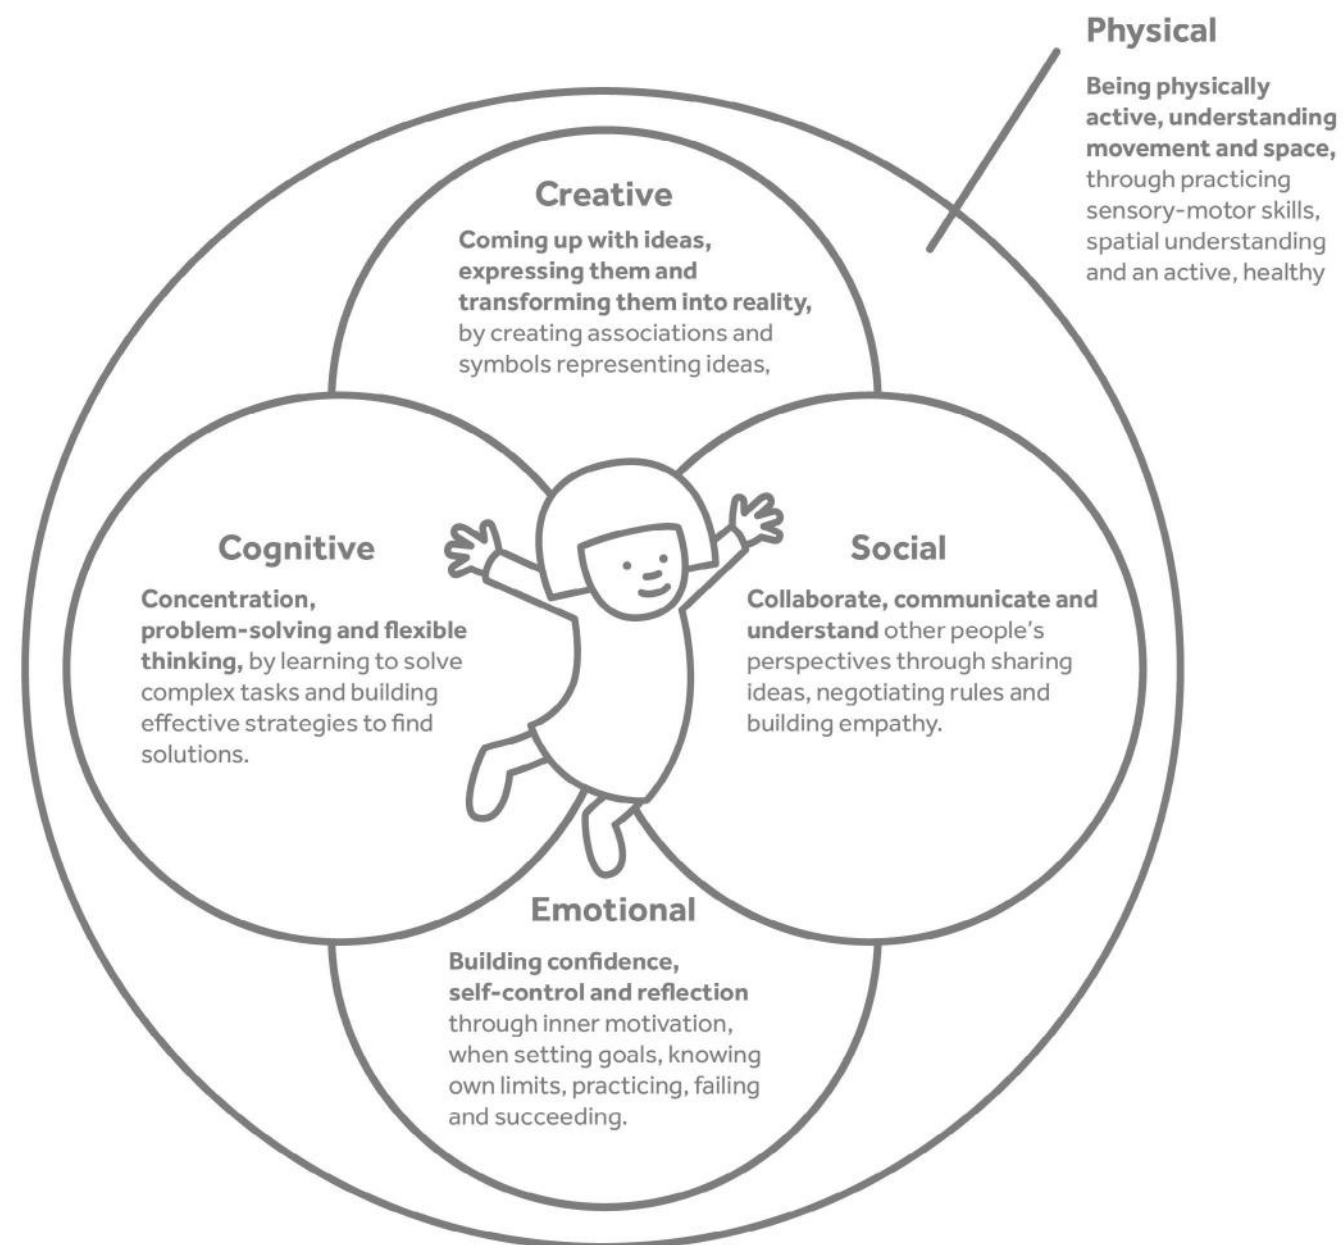 Physical
Being physically
active, understanding
movement and space,
through practicing
sensory-motor skills,
spatial understanding
and an active, healthy
Creative
Coming up with ideas,
expressing them and
transforming them into reality,
by creating associations and
symbols representing ideas,
Cognitive
Concentration,
problem-solving and flexible
thinking, by learning to solve
complex tasks and building
effective strategies to find
solutions.
Social
Collaborate, communicate and
understand other people's
perspectives through sharing
ideas, negotiating rules and
building empathy.
Emotional
Building confidence,
self-control and reflection
through inner motivation,
when setting goals, knowing
own limits, practicing, failing
and succeeding.